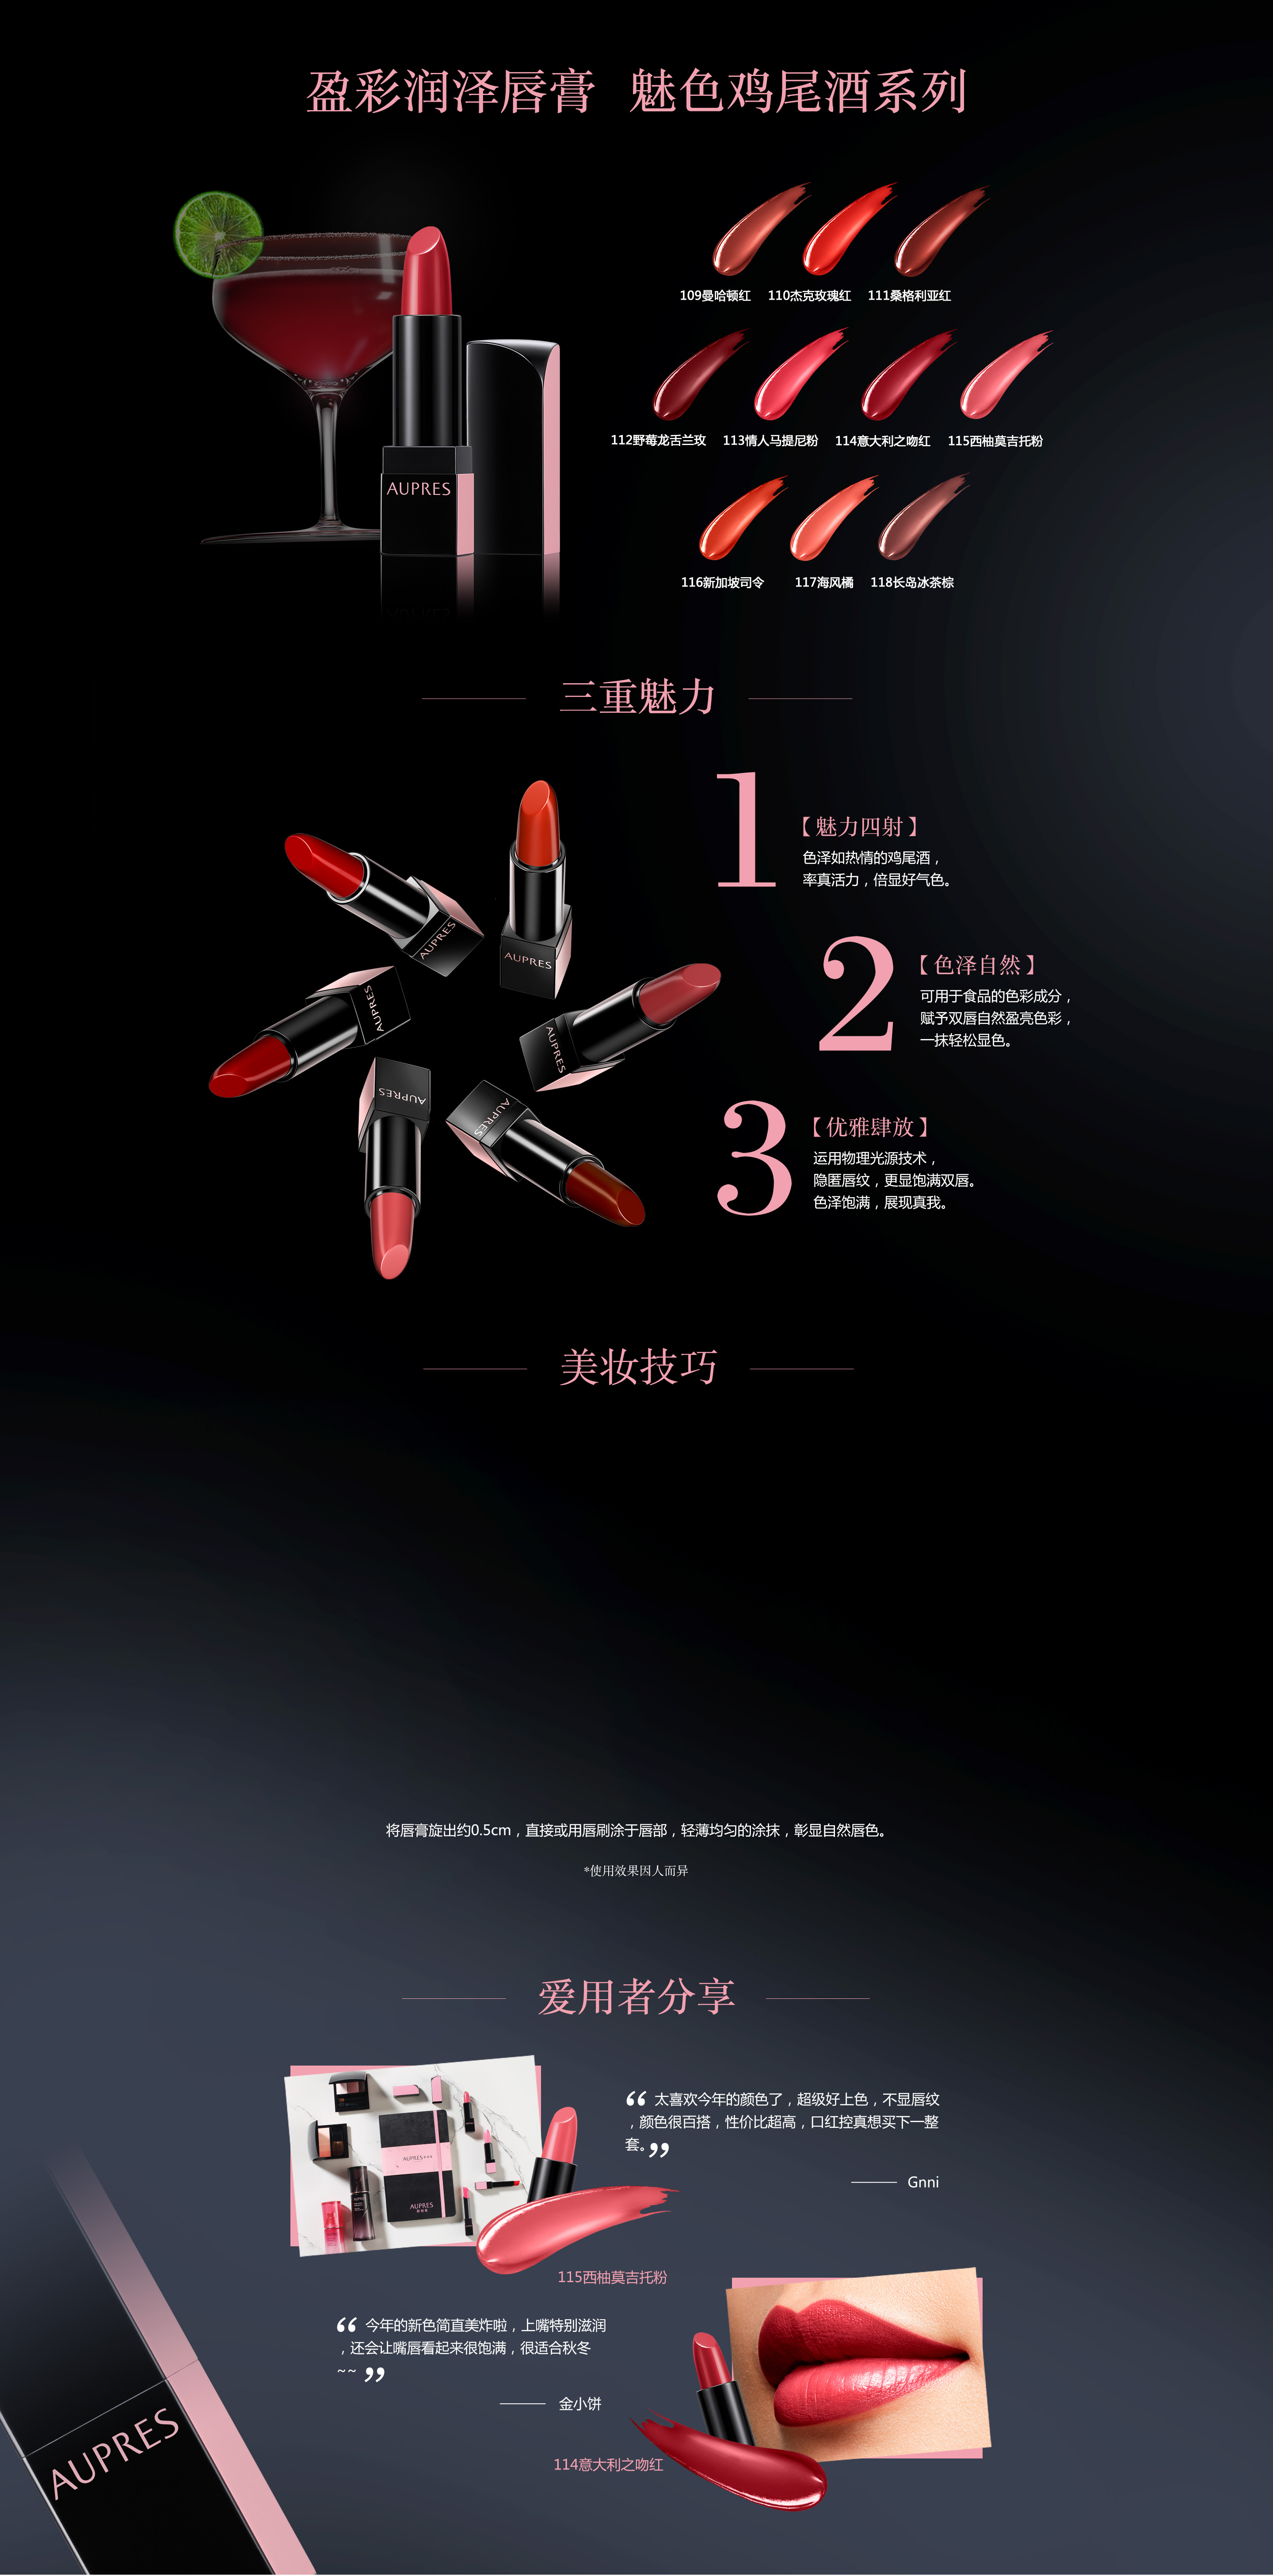 盈彩润泽唇膏 魅色鸡尾酒系列
109曼哈顿红 110杰克玫瑰红 111桑格利亚红
112野莓龙舌兰玫 113情人马提尼粉 114意大利之吻红 115西柚莫吉托粉
AUPRES
116新加坡司令 117海风橘 118长岛冰茶棕
三重魅力
1
【魅力四射】
色泽如热情的鸡尾酒，
率真活力，倍显好气色。
2
【色泽自然】
可用于食品的色彩成分，
赋予双唇自然盈亮色彩，
一抹轻松显色。
3
【优雅肆放】
运用物理光源技术，
隐匿唇纹，更显饱满双唇。
色泽饱满，展现真我。
AUPRES
AUPRES
AUPRES
AUPRES
AUPRES
AUPRES
美妆技巧
将唇膏旋出约0.5cm，直接或用唇刷涂于唇部，轻薄均匀的涂抹，彰显自然唇色。
*使用效果因人而异
爱用者分享
“ 太喜欢今年的颜色了，超级好上色，不显唇纹
，颜色很百搭，性价比超高，口红控真想买下一整
套。”
—— Gnni
AUPRES
AUPRES
115西柚莫吉托粉
“ 今年的新色简直美炸啦，上嘴特别滋润
，还会让嘴唇看起来很饱满，很适合秋冬
~~ ”
—— 金小饼
114意大利之吻红
AUPRES